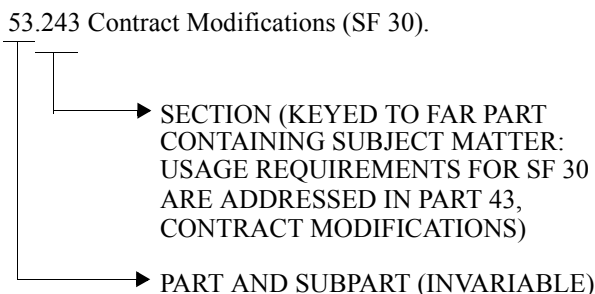 53.243 Contract Modifications (SF 30).
SECTION (KEYED TO FAR PART
CONTAINING SUBJECT MATTER:
USAGE REQUIREMENTS FOR SF 30
ARE ADDRESSED IN PART 43,
CONTRACT MODIFICATIONS)
PART AND SUBPART (INVARIABLE)